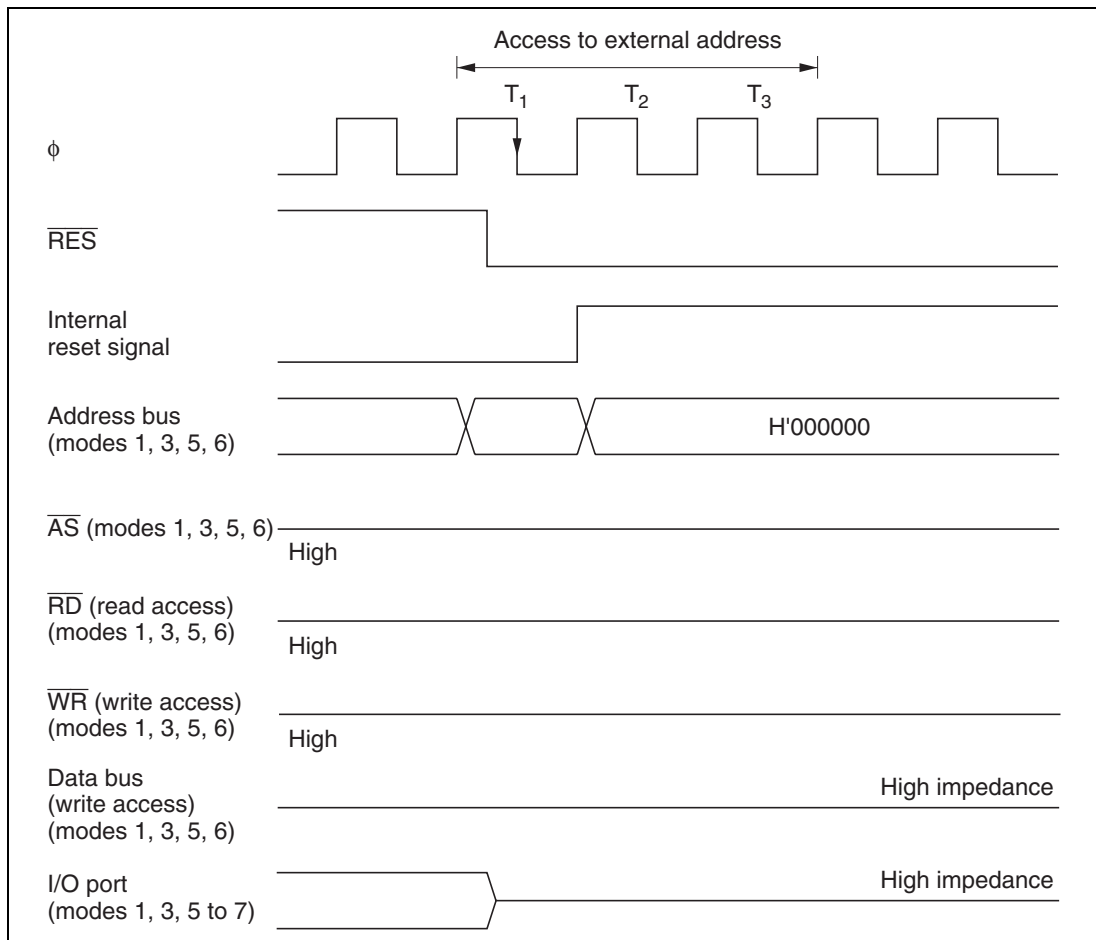 Access to external address
T1 T2 T3
ϕ
RES
Internal
reset signal
Address bus
(modes 1, 3, 5, 6)
H'000000
AS (modes 1, 3, 5, 6)
High
RD (read access)
(modes 1, 3, 5, 6)
High
WR (write access)
(modes 1, 3, 5, 6)
High
Data bus
(write access)
(modes 1, 3, 5, 6)
High impedance
I/O port
(modes 1, 3, 5 to 7)
High impedance